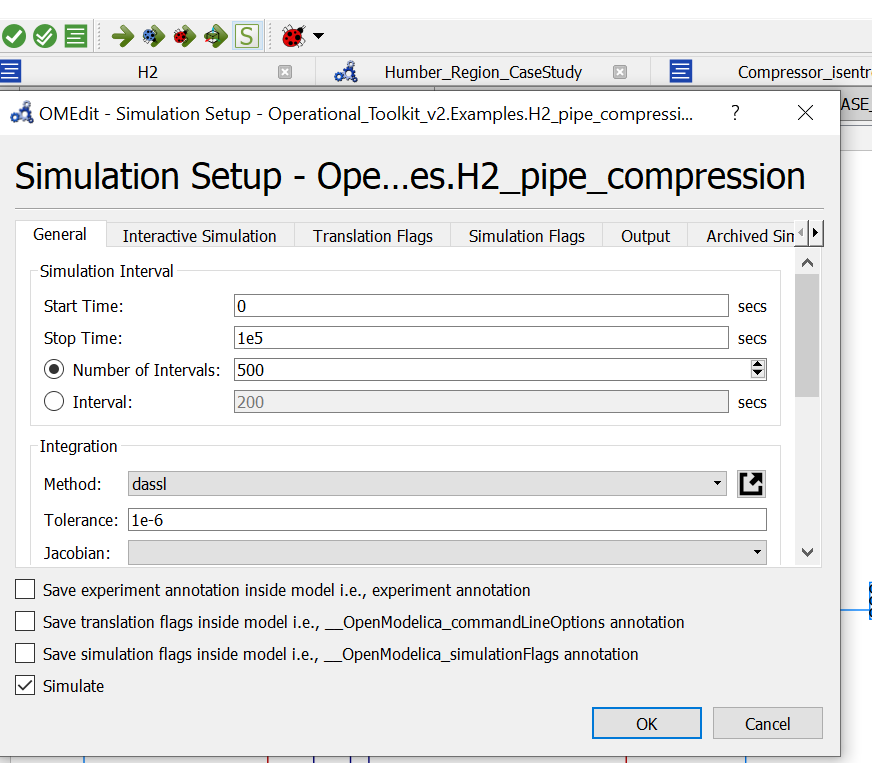 S
H2 Humber_Region_CaseStudy Compressor_isentr
ASE_
OMEdit - Simulation Setup - Operational_Toolkit_v2.Examples.H2_pipe_compressi... ?
Simulation Setup - Ope...es.H2_pipe_compression
General Interactive Simulation Translation Flags Simulation Flags Output Archived Sim
Simulation Interval
Start Time: 0 secs
Stop Time: 1e5 secs
Number of Intervals: 500
Interval: 200 secs
Integration
Method: dassl
Tolerance: 1e-6
Jacobian:
Save experiment annotation inside model i.e., experiment annotation
Save translation flags inside model i.e., __OpenModelica_commandLineOptions annotation
Save simulation flags inside model i.e., __OpenModelica_simulationFlags annotation
Simulate
OK Cancel